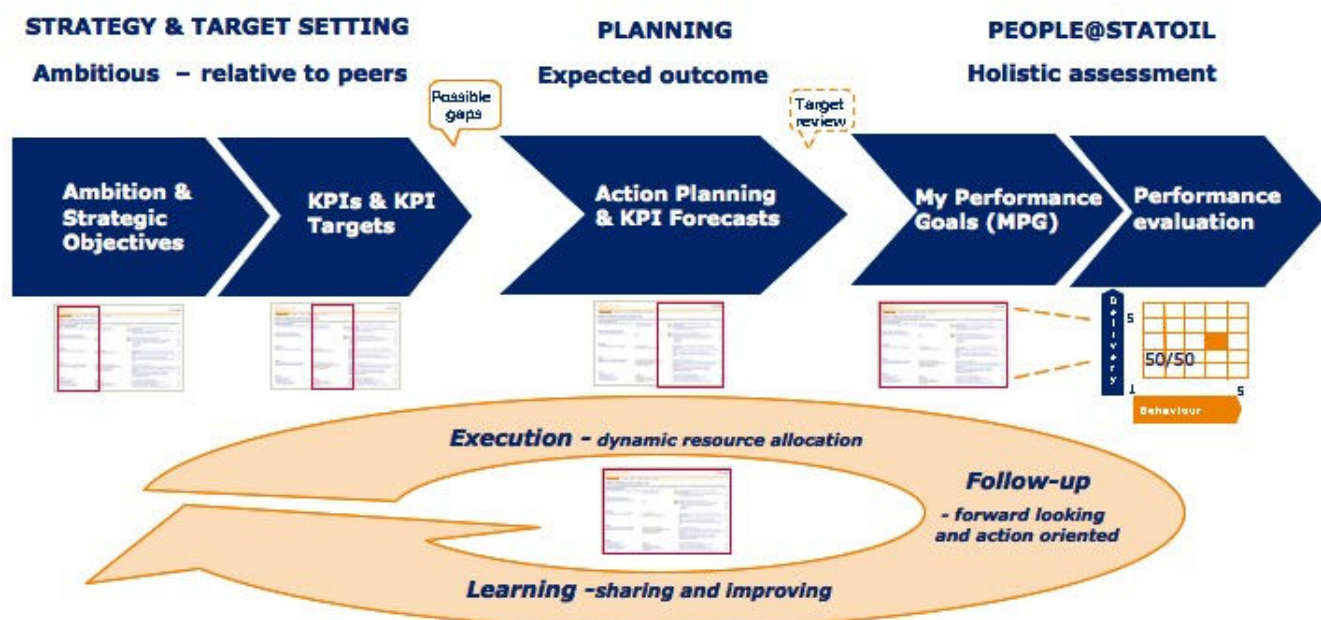 STRATEGY & TARGET SETTING
Ambitious – relative to peers
PLANNING
Expected outcome
PEOPLE@STATOIL
Holistic assessment
Possible
gaps
Target
review
Ambition &
Strategic
Objectives
KPIs & KPI
Targets
Action Planning
& KPI Forecasts
My Performance
Goals (MPG)
Performance
evaluation
Delivery
5
50/50
1
5
Behaviour
Execution - dynamic resource allocation
Follow-up
- forward looking
and action oriented
Learning -sharing and improving